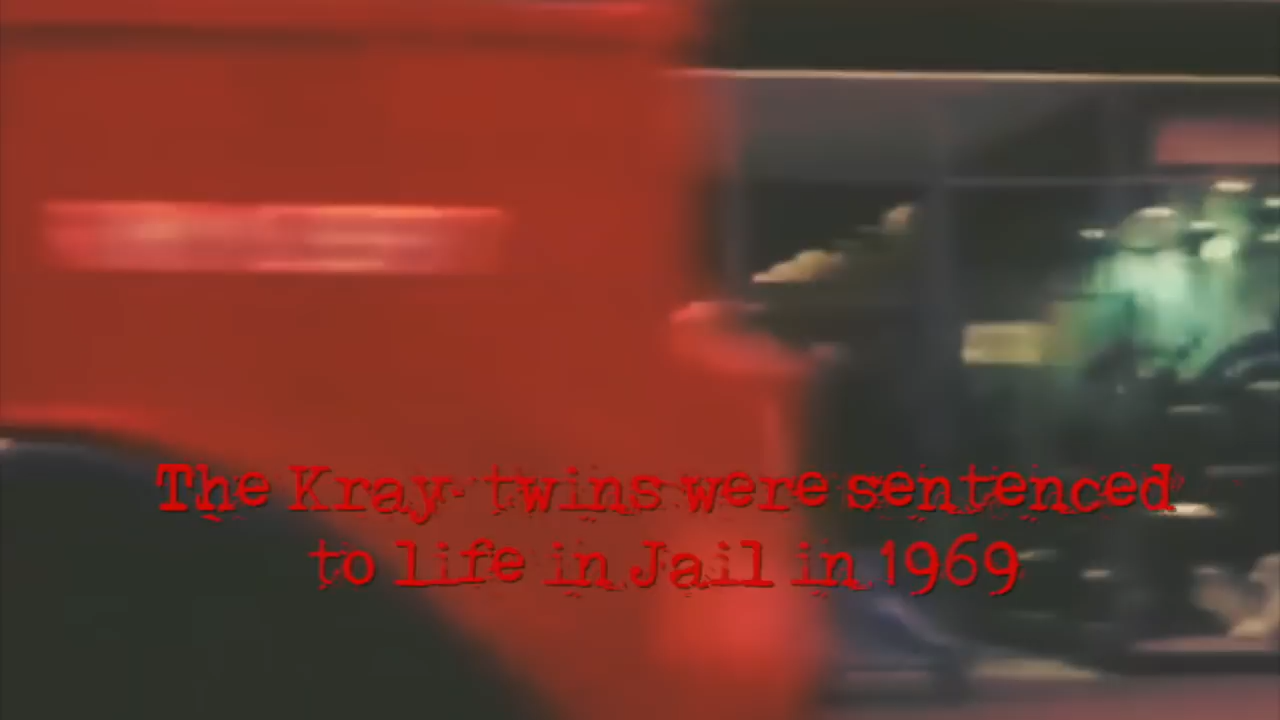 The Kray twins were sentenced
to life in Jail in 1969